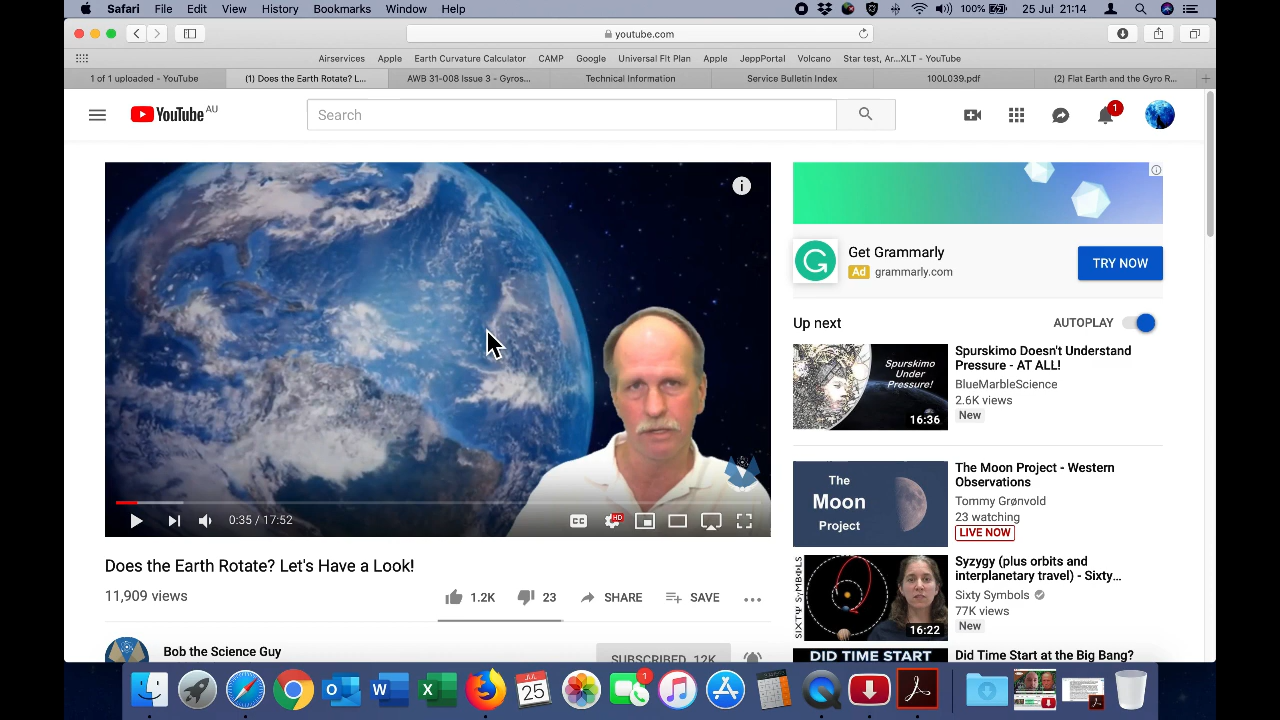 Safari File Edit View History Bookmarks Window Help 100% 25 Jul 21:14
youtube.com
Airservices Apple Earth Curvature Calculator CAMP Google Universal Flt Plan Apple JeppPortal Volcano Star test, Ar...XLT - YouTube
1 of 1 uploaded - YouTube (1) Does the Earth Rotate? L... AWB 31-008 Issue 3 - Gyros... Technical Information Service Bulletin Index 100L039.pdf (2) Flat Earth and the Gyro R...
YouTube AU
Search
1
Get Grammarly
Ad grammarly.com
TRY NOW
Up next
AUTOPLAY
Spurskimo Under Pressure!
16:36
Spurskimo Doesn't Understand
Pressure - AT ALL!
BlueMarbleScience
2.6K views
New
The
Moon
Project
The Moon Project - Western
Observations
Tommy Grønvold
23 watching
LIVE NOW
SIXTY SYMBOLS
16:22
Syzygy (plus orbits and
interplanetary travel) - Sixty...
Sixty Symbols
77K views
New
DID TIME START
Did Time Start at the Big Bang?
0:35 / 17:52
CC HD
Does the Earth Rotate? Let's Have a Look!
11,909 views
1.2K 23 SHARE SAVE
Bob the Science Guy
SUBSCRIBED 12K
JUL
25
1